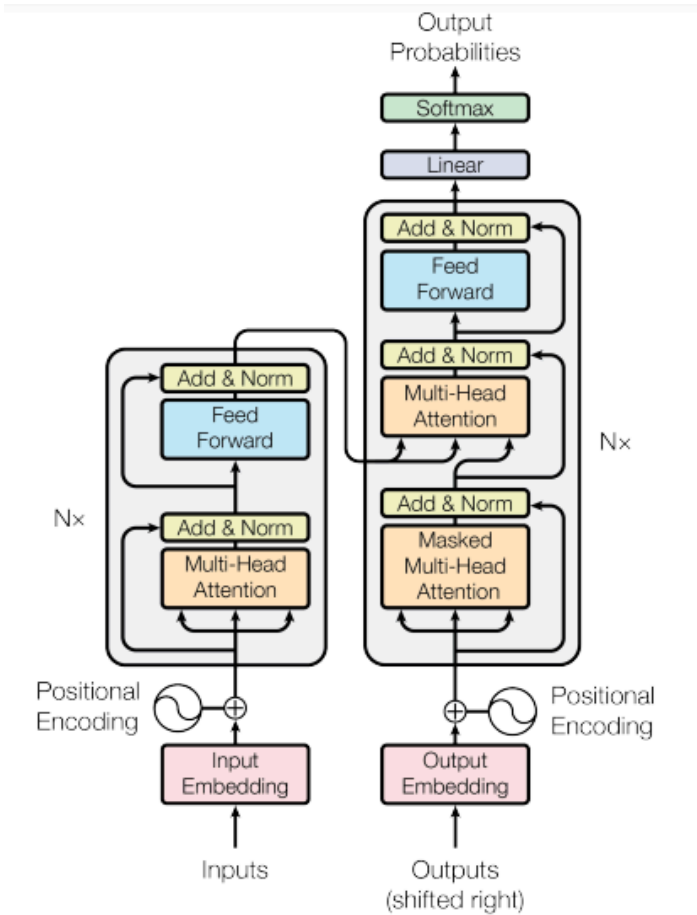 Output
Probabilities
Softmax
Linear
Add & Norm
Feed
Forward
Add & Norm
Multi-Head
Attention
Nx
Add & Norm
Masked
Multi-Head
Attention
Add & Norm
Feed
Forward
Nx
Add & Norm
Multi-Head
Attention
Positional
Encoding
Positional
Encoding
Input
Embedding
Output
Embedding
Inputs
Outputs
(shifted right)